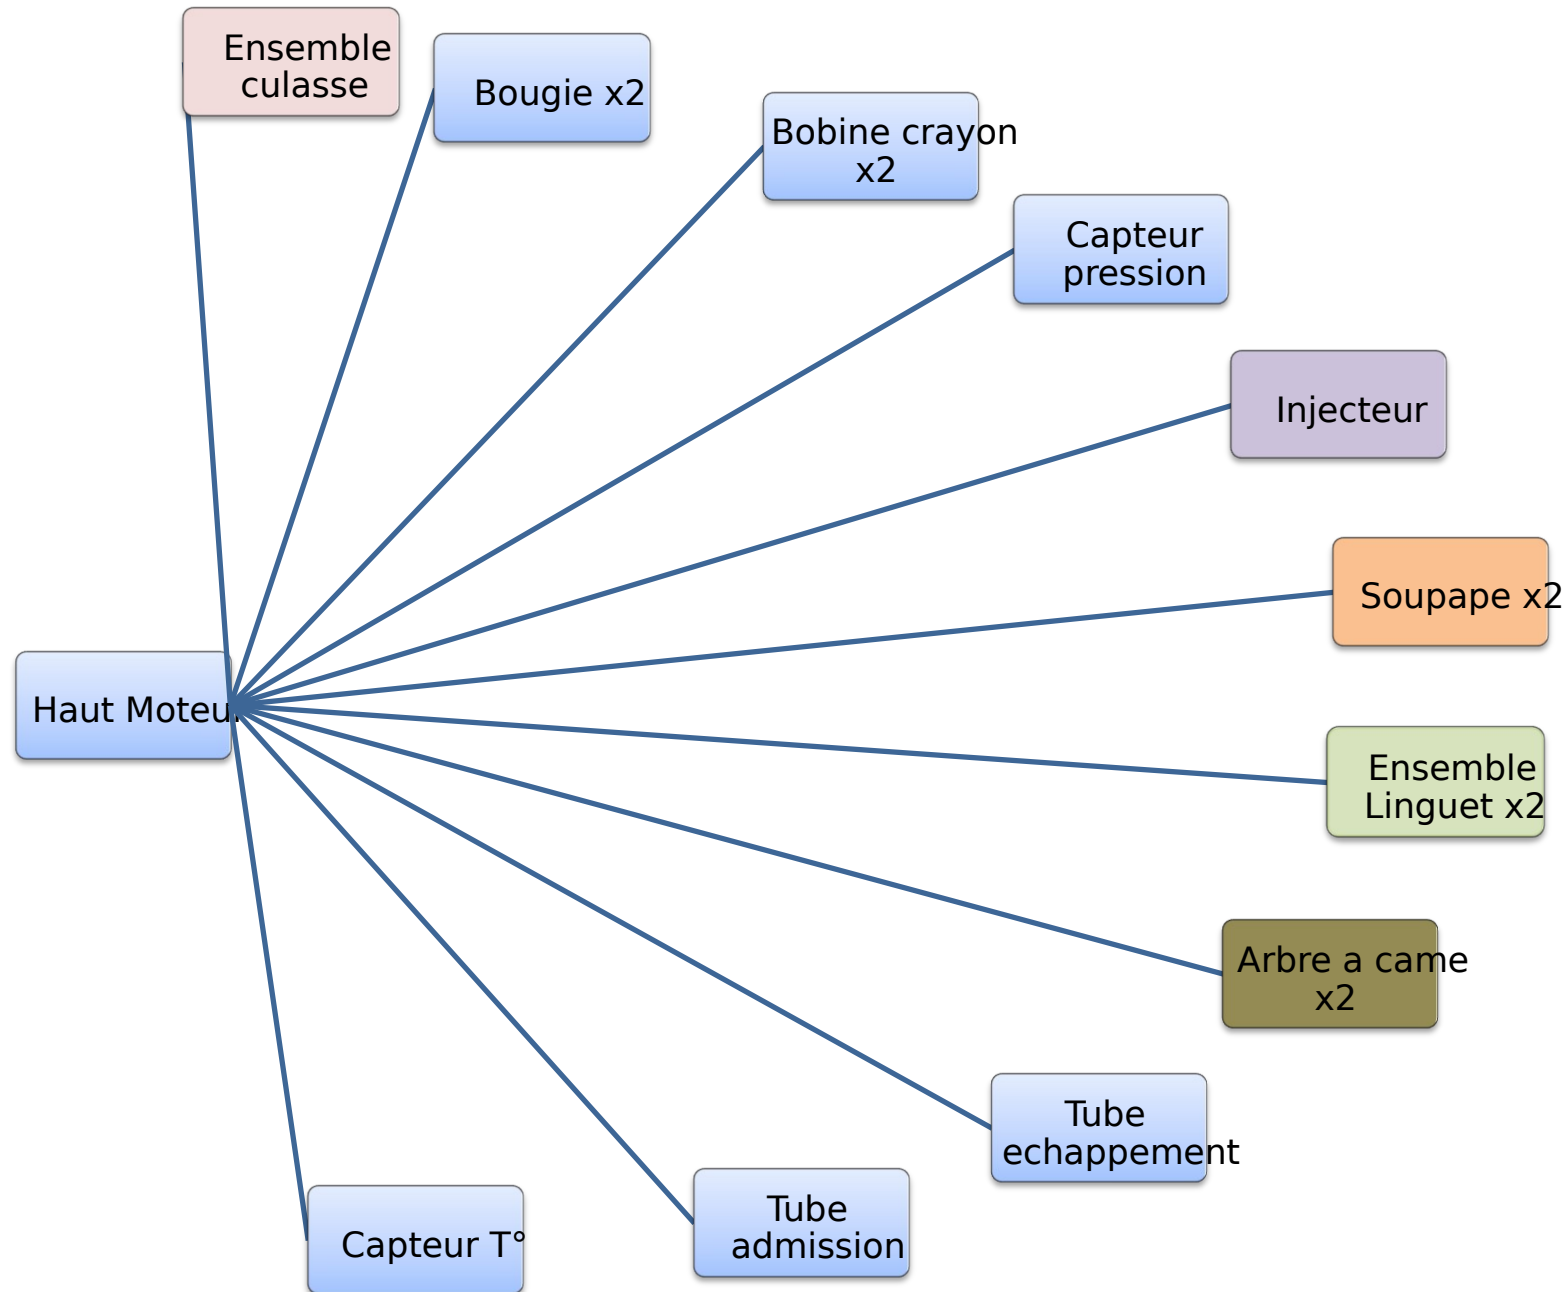 Ensemble
culasse
Bougie x2
Bobine crayon
x2
Capteur
pression
Injecteur
Soupape x2
Haut Moteur
Ensemble
Linguet x2
Arbre a came
x2
Tube
echappement
Tube
admission
Capteur T°